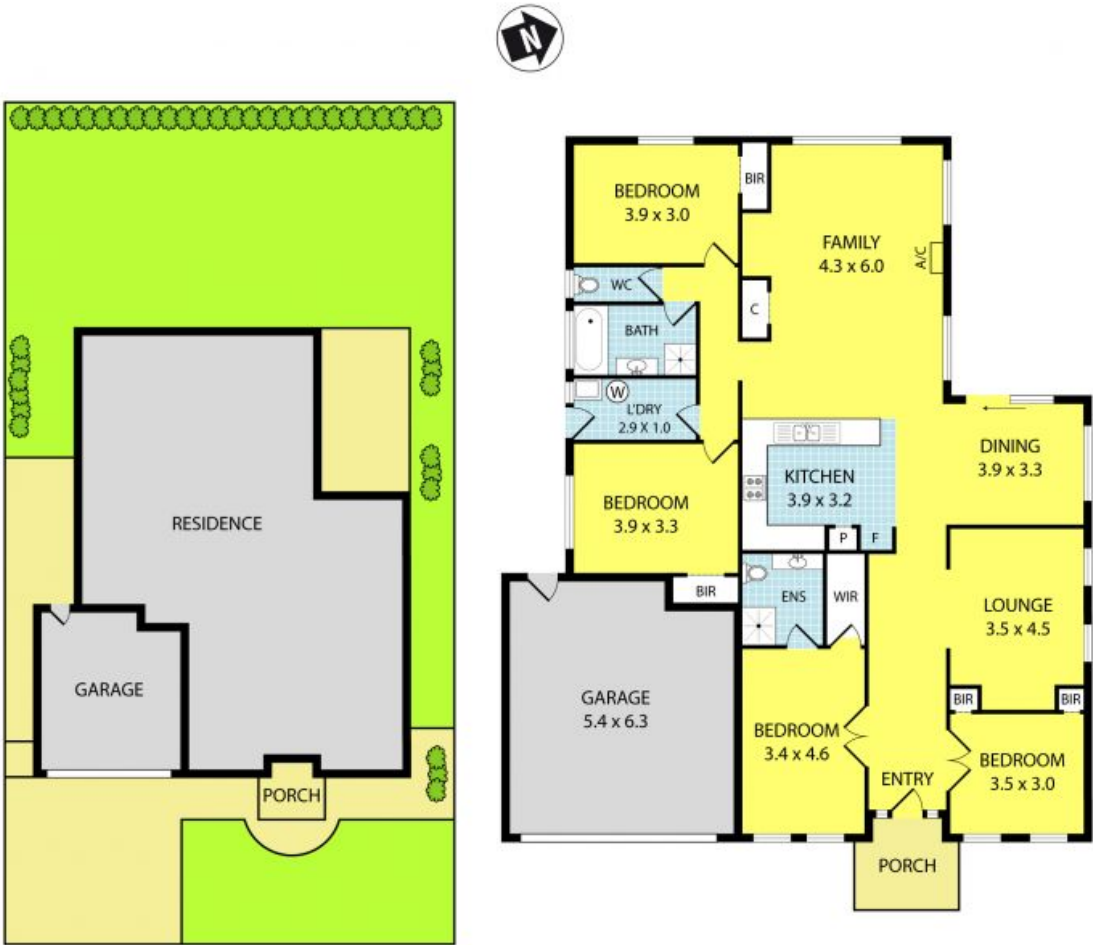 N
RESIDENCE
GARAGE
PORCH
BEDROOM
3.9 x 3.0
BIR
FAMILY
4.3 x 6.0
A/C
WC
C
BATH
W
L'DRY
2.9 X 1.0
KITCHEN
3.9 x 3.2
DINING
3.9 x 3.3
BEDROOM
3.9 x 3.3
P
F
BIR
ENS
WIR
LOUNGE
3.5 x 4.5
BIR
BIR
GARAGE
5.4 x 6.3
BEDROOM
3.4 x 4.6
ENTRY
BEDROOM
3.5 x 3.0
PORCH